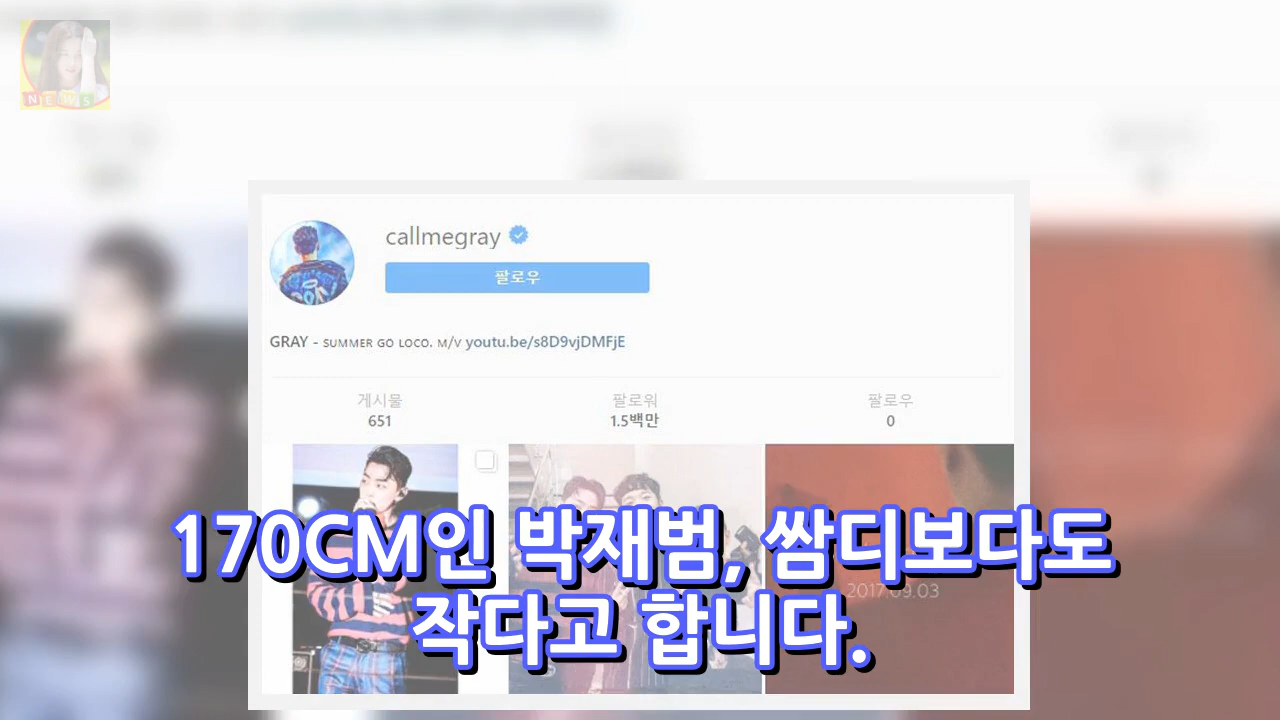 NEWS
callmegray
팔로우
GRAY - SUMMER GO LOCO. M/V youtu.be/s8D9vjDMFjE
게시물 팔로워 팔로우
651 1.5백만 0
170CM인 박재범, 쌈디보다도
2017.09.03
작다고 합니다.